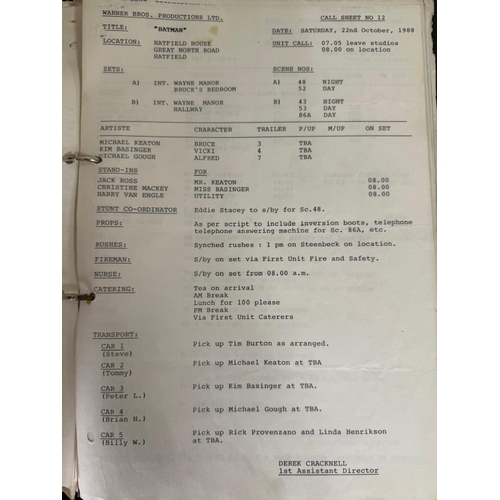 WARNER BROS. PRODUCTIONS LTD. CALL SHEET NO 12
TITLE: "BATMAN" DATE: SATURDAY, 22nd October, 1988
LOCATION: HATFIELD HOUSE UNIT CALL: 07.05 leave studios
GREAT NORTH ROAD 08.00 on location
HATFIELD
SETS: SCENE NOS:
A) INT. WAYNE MANOR A) 48 NIGHT
BRUCE'S BEDROOM 52 DAY
B) INT. WAYNE MANOR B) 43 NIGHT
HALLWAY 53 DAY
86A DAY
ARTISTE CHARACTER TRAILER P/UP M/UP ON SET
MICHAEL KEATON BRUCE 3 TBA
KIM BASINGER VICKI 4 TBA
MICHAEL GOUGH ALFRED 7 TBA
STAND-INS FOR
JACK ROSS MR. KEATON 08.00
CHRISTINE MACKEY MISS BASINGER 08.00
HARRY VAN ENGLE UTILITY 08.00
STUNT CO-ORDINATOR Eddie Stacey to s/by for Sc.48.
PROPS: As per script to include inversion boots, telephone
telephone answering machine for Sc. 86A, etc.
RUSHES: Synched rushes : 1 pm on Steenbeck on location.
FIREMAN: S/by on set via First Unit Fire and Safety.
NURSE: S/by on set from 08.00 a.m.
CATERING: Tea on arrival
AM Break
Lunch for 100 please
PM Break
Via First Unit Caterers
TRANSPORT:
CAR 1 Pick up Tim Burton as arranged.
(Steve)
CAR 2 Pick up Michael Keaton at TBA
(Tommy)
CAR 3 Pick up Kim Basinger at TBA.
(Peter L.)
CAR 4 Pick up Michael Gough at TBA.
(Brian H.)
CAR 5 Pick up Rick Provenzano and Linda Henrikson
(Billy W.) at TBA.
DEREK CRACKNELL
1st Assistant Director